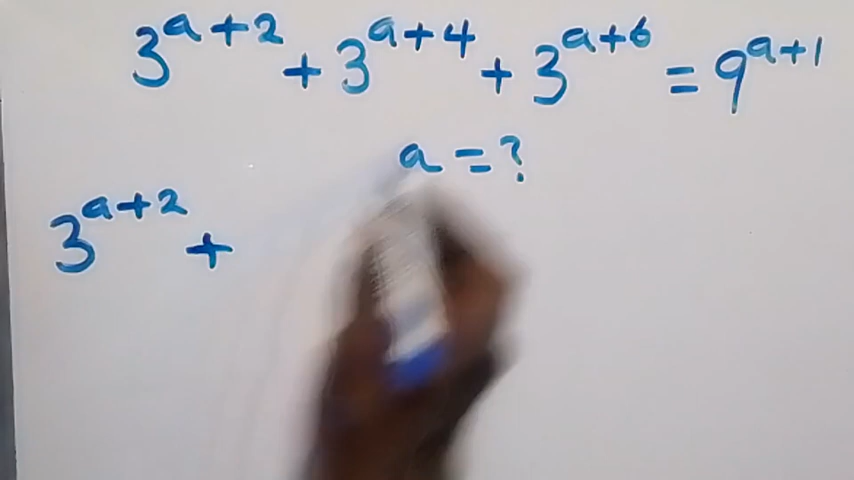 3^{a+2} + 3^{a+4} + 3^{a+6} = 9^{a+1}
a = ?
3^{a+2} +